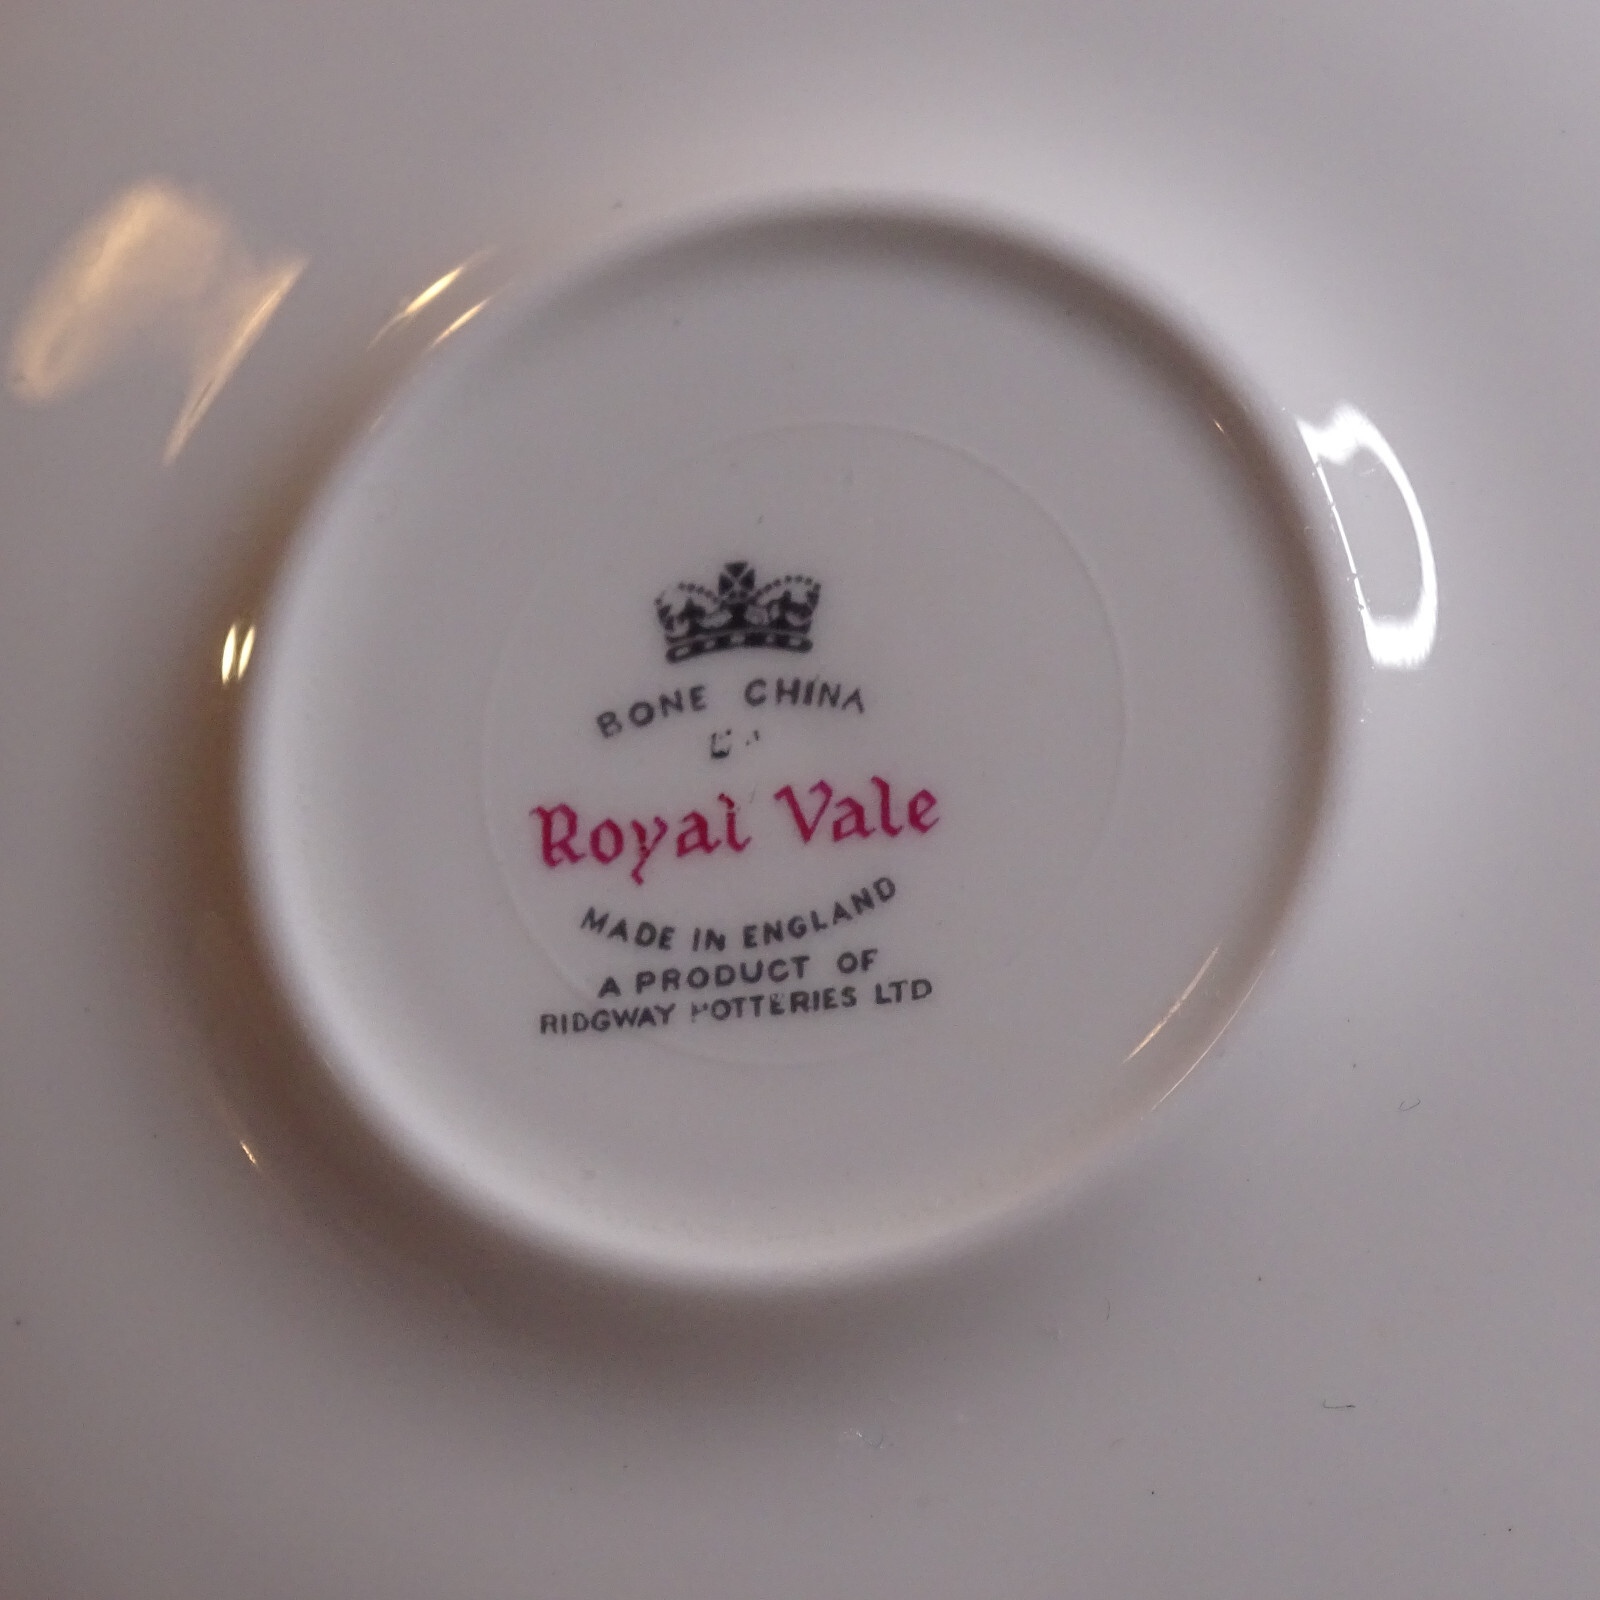 BONE CHINA
Royal Vale
MADE IN ENGLAND
A PRODUCT OF
RIDGWAY POTTERIES LTD